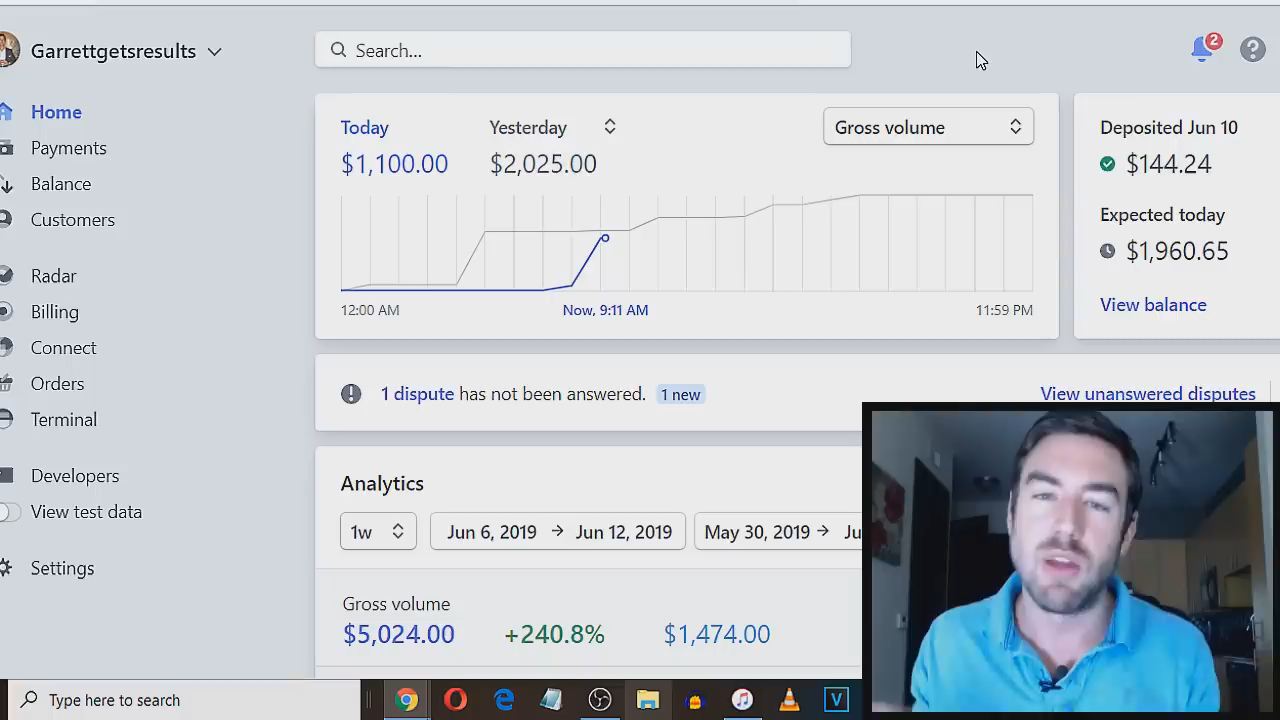 Garrettgetsresults
Search...
2
Home
Payments
Balance
Customers
Radar
Billing
Connect
Orders
Terminal
Developers
View test data
Settings
Today
Yesterday
Gross volume
$1,100.00
$2,025.00
12:00 AM
Now, 9:11 AM
11:59 PM
Deposited Jun 10
$144.24
Expected today
$1,960.65
View balance
1 dispute has not been answered. 1 new
View unanswered disputes
Analytics
1w
Jun 6, 2019 → Jun 12, 2019
May 30, 2019 → Ju
Gross volume
$5,024.00
+240.8%
$1,474.00
Type here to search
V